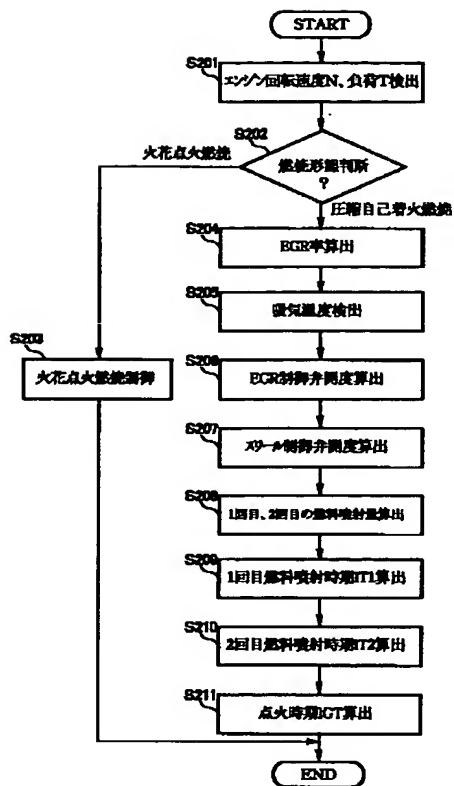 START
S201
エンジン回転速度N、負荷T検出
S202
燃焼形態判断
?
火花点火燃焼
圧縮自己着火燃焼
S204
EGR率算出
S205
吸気温度検出
S203
火花点火燃焼制御
S206
EGR制御弁開度算出
S207
スワール制御弁開度算出
S208
1回目、2回目の燃料噴射量算出
S209
1回目燃料噴射時期IT1算出
S210
2回目燃料噴射時期IT2算出
S211
点火時期IGT算出
END